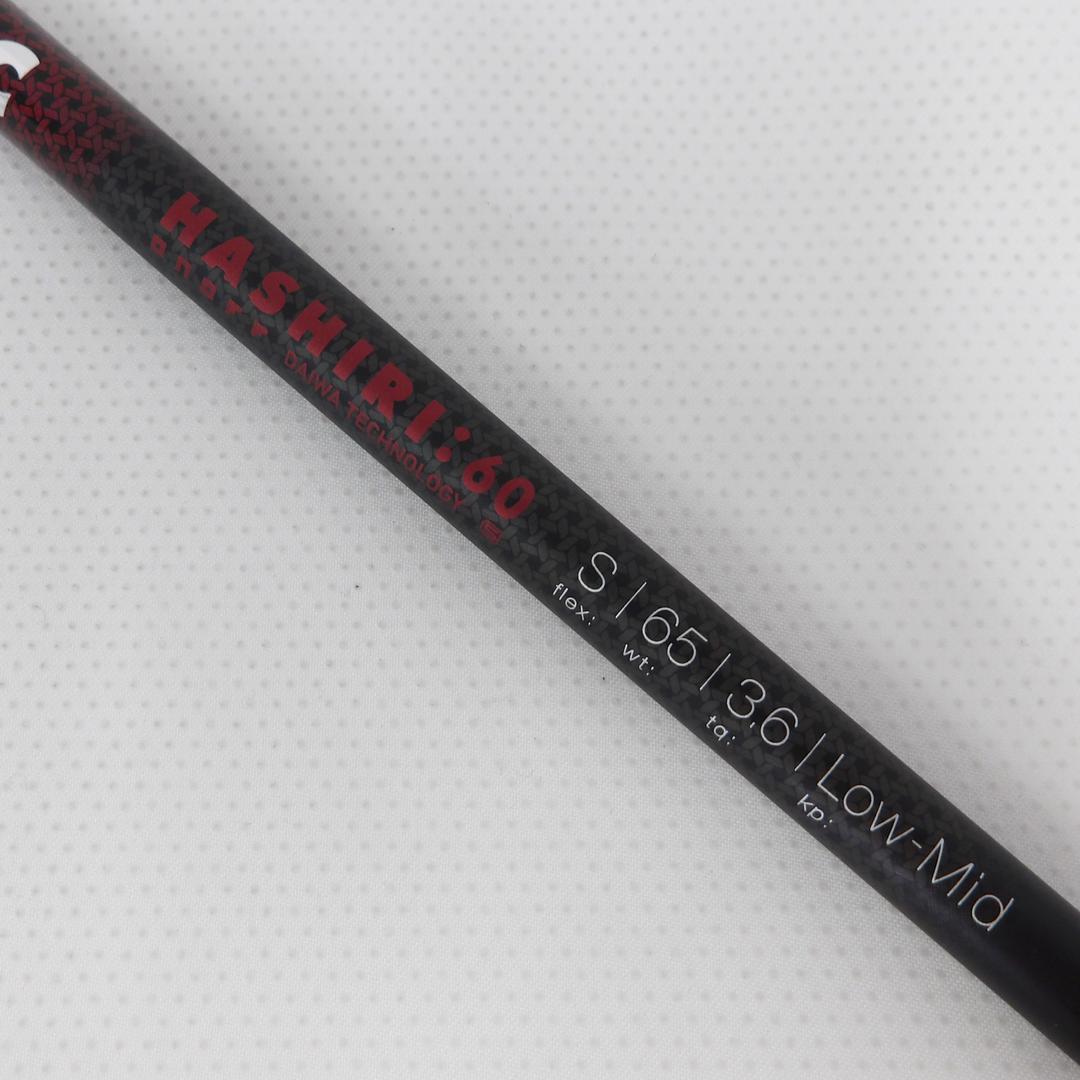 HASHIRI:60
DAIWA TECHNOLOGY
S | 65 | 3,6 | Low-Mid
flex: wt: tq: kp: